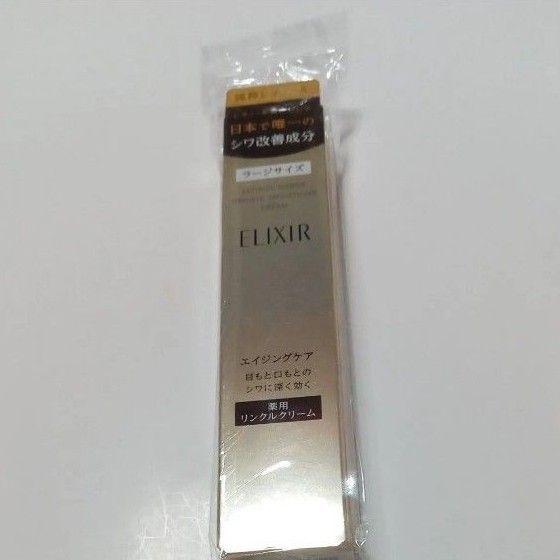 日本で唯一の
シワ改善成分
ラージサイズ
CREAM
ELIXIR
エイジングケア
目もと口もとの
シワに深く効く
薬用
リンクルクリーム